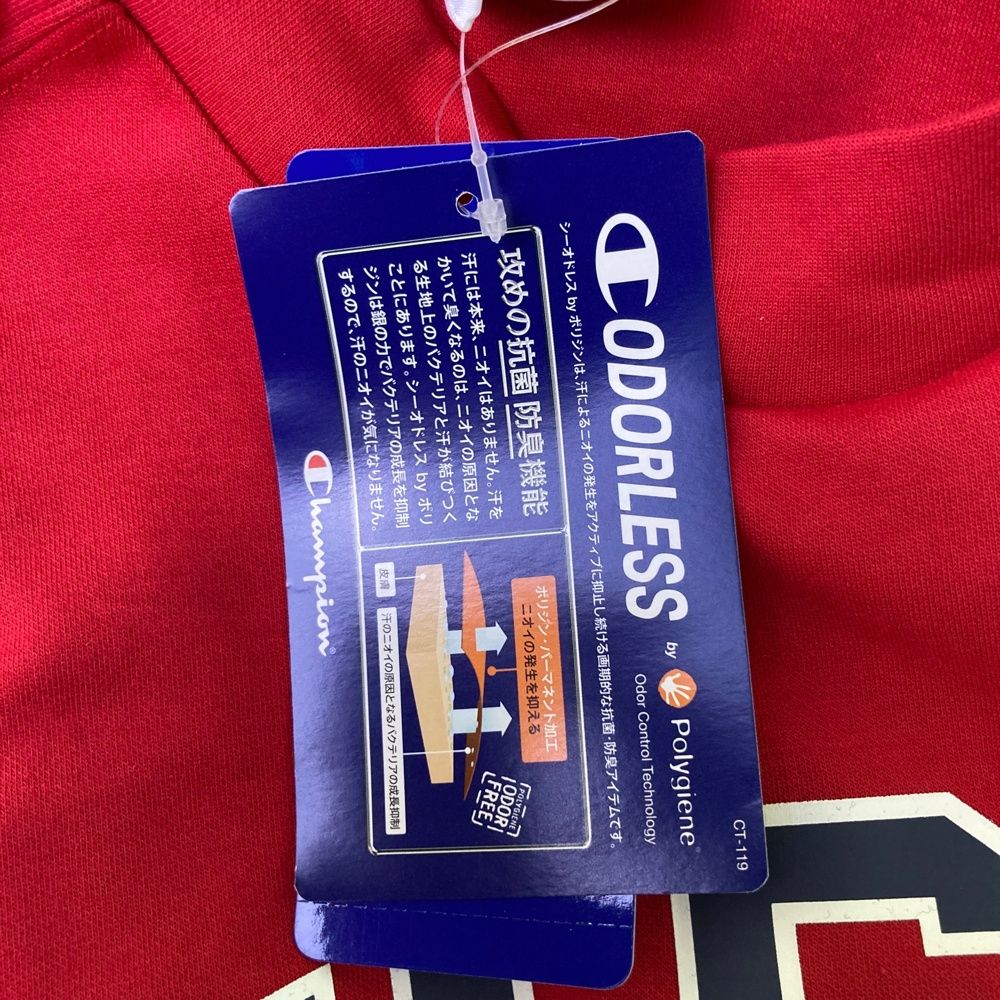 CT-119
C ODORLESS by Polygiene
Odor Control Technology
シーオドレス by ポリジンは、汗によるニオイの発生をアクティブに抑止し続ける画期的な抗菌・防臭アイテムです。
攻めの抗菌 防臭機能
汗には本来、ニオイはありません。汗を
かいて臭くなるのは、ニオイの原因とな
る生地上のバクテリアと汗が結びつく
ことにあります。シーオドレス by ポリ
ジンは銀の力でバクテリアの成長を抑制
するので、汗のニオイが気になりません。
ポリジン・パーマネント加工
ニオイの発生を抑える
皮膚
汗のニオイの原因となるバクテリアの成長抑制
POLYGIENE
ODOR
FREE
Champion®